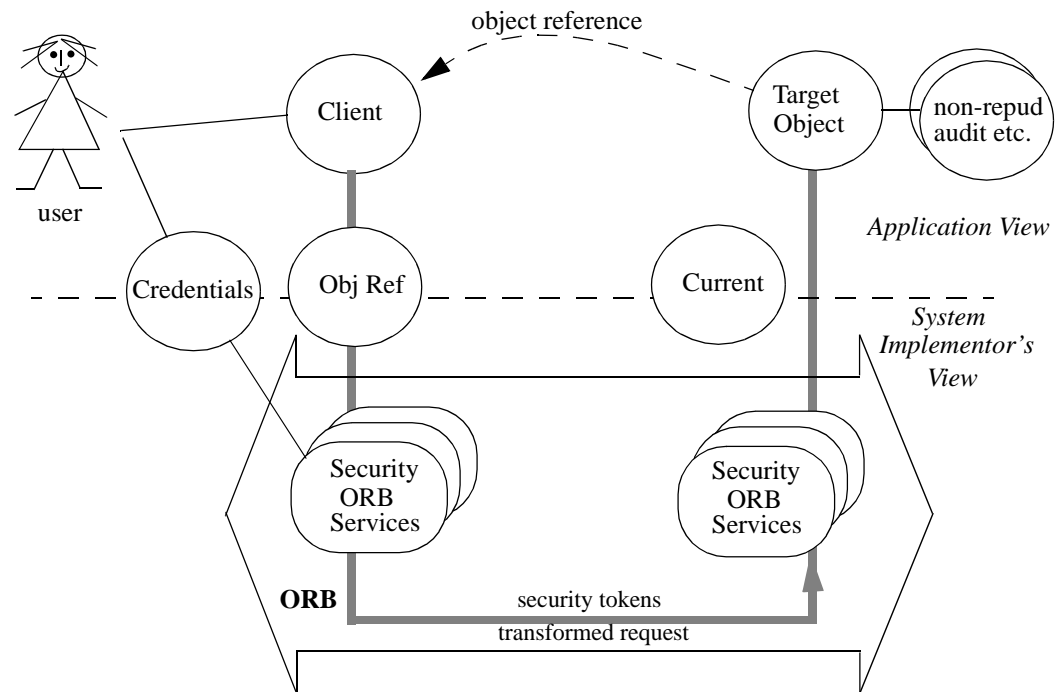 object reference
Client
Target
Object
non-repud
audit etc.
user
Application View
Credentials
Obj Ref
Current
System
Implementor's
View
Security
ORB
Services
Security
ORB
Services
ORB
security tokens
transformed request